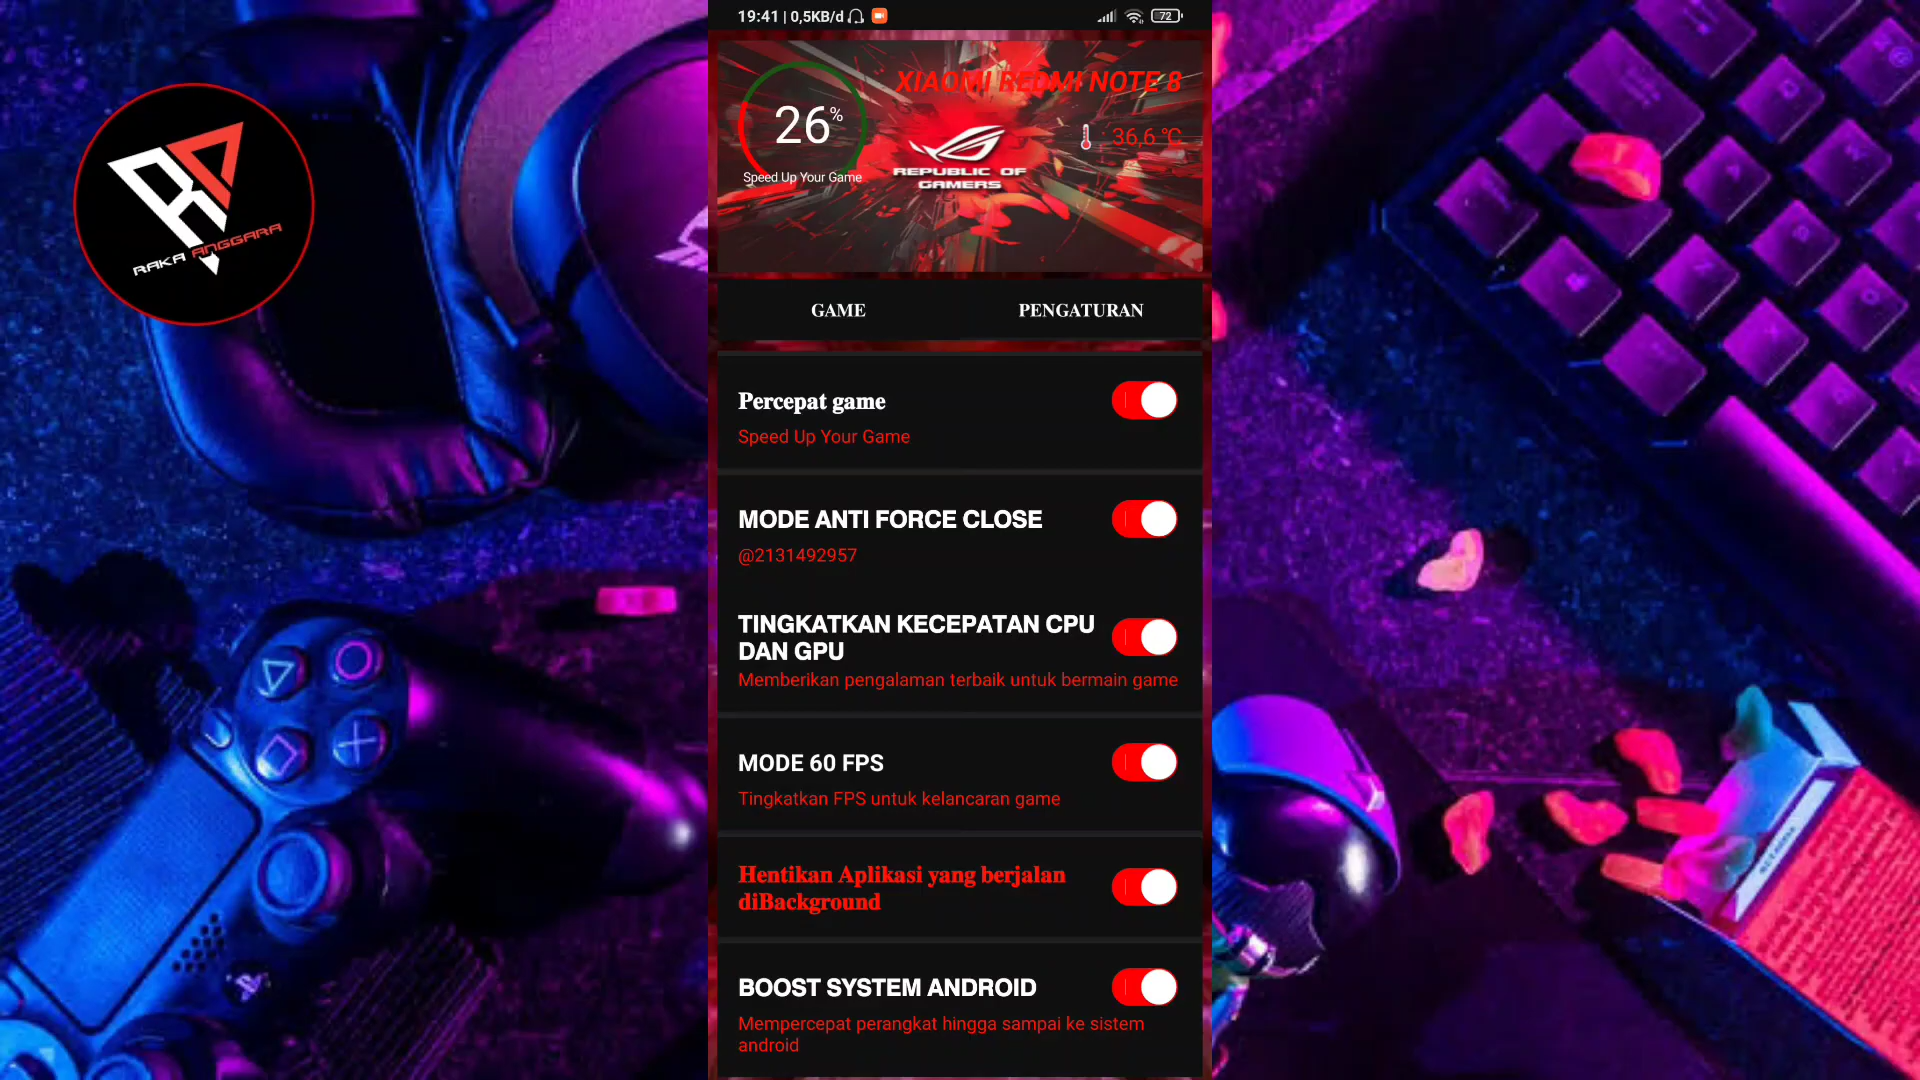 19:41 | 0,5KB/d
72
RAKA ANGGARA
XIAOMI REDMI NOTE 8
26%
: 36,6 °C
Speed Up Your Game
REPUBLIC OF
GAMERS
GAME
PENGATURAN
Percepat game
Speed Up Your Game
MODE ANTI FORCE CLOSE
@2131492957
TINGKATKAN KECEPATAN CPU
DAN GPU
Memberikan pengalaman terbaik untuk bermain game
MODE 60 FPS
Tingkatkan FPS untuk kelancaran game
Hentikan Aplikasi yang berjalan
diBackground
BOOST SYSTEM ANDROID
Mempercepat perangkat hingga sampai ke sistem
android